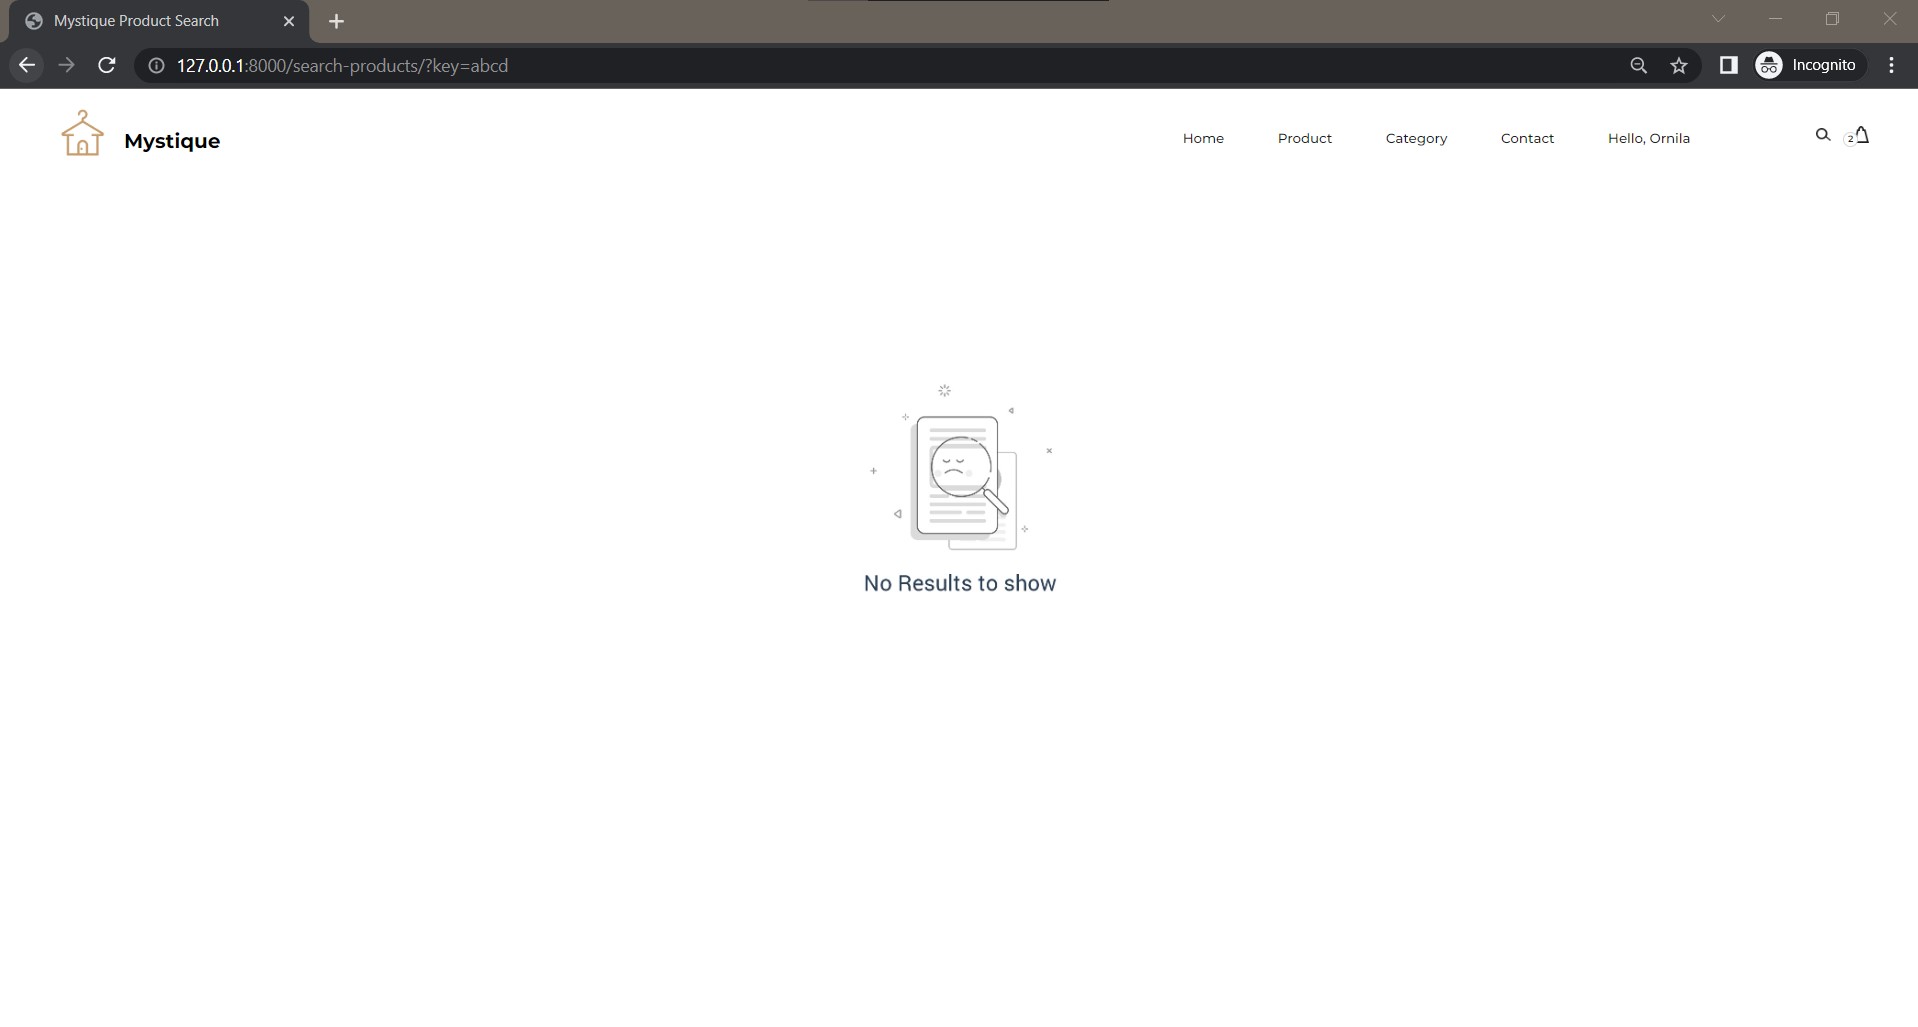 Mystique Product Search
127.0.0.1:8000/search-products/?key=abcd
Incognito
Mystique
Home Product Category Contact Hello, Ornila
2
No Results to show